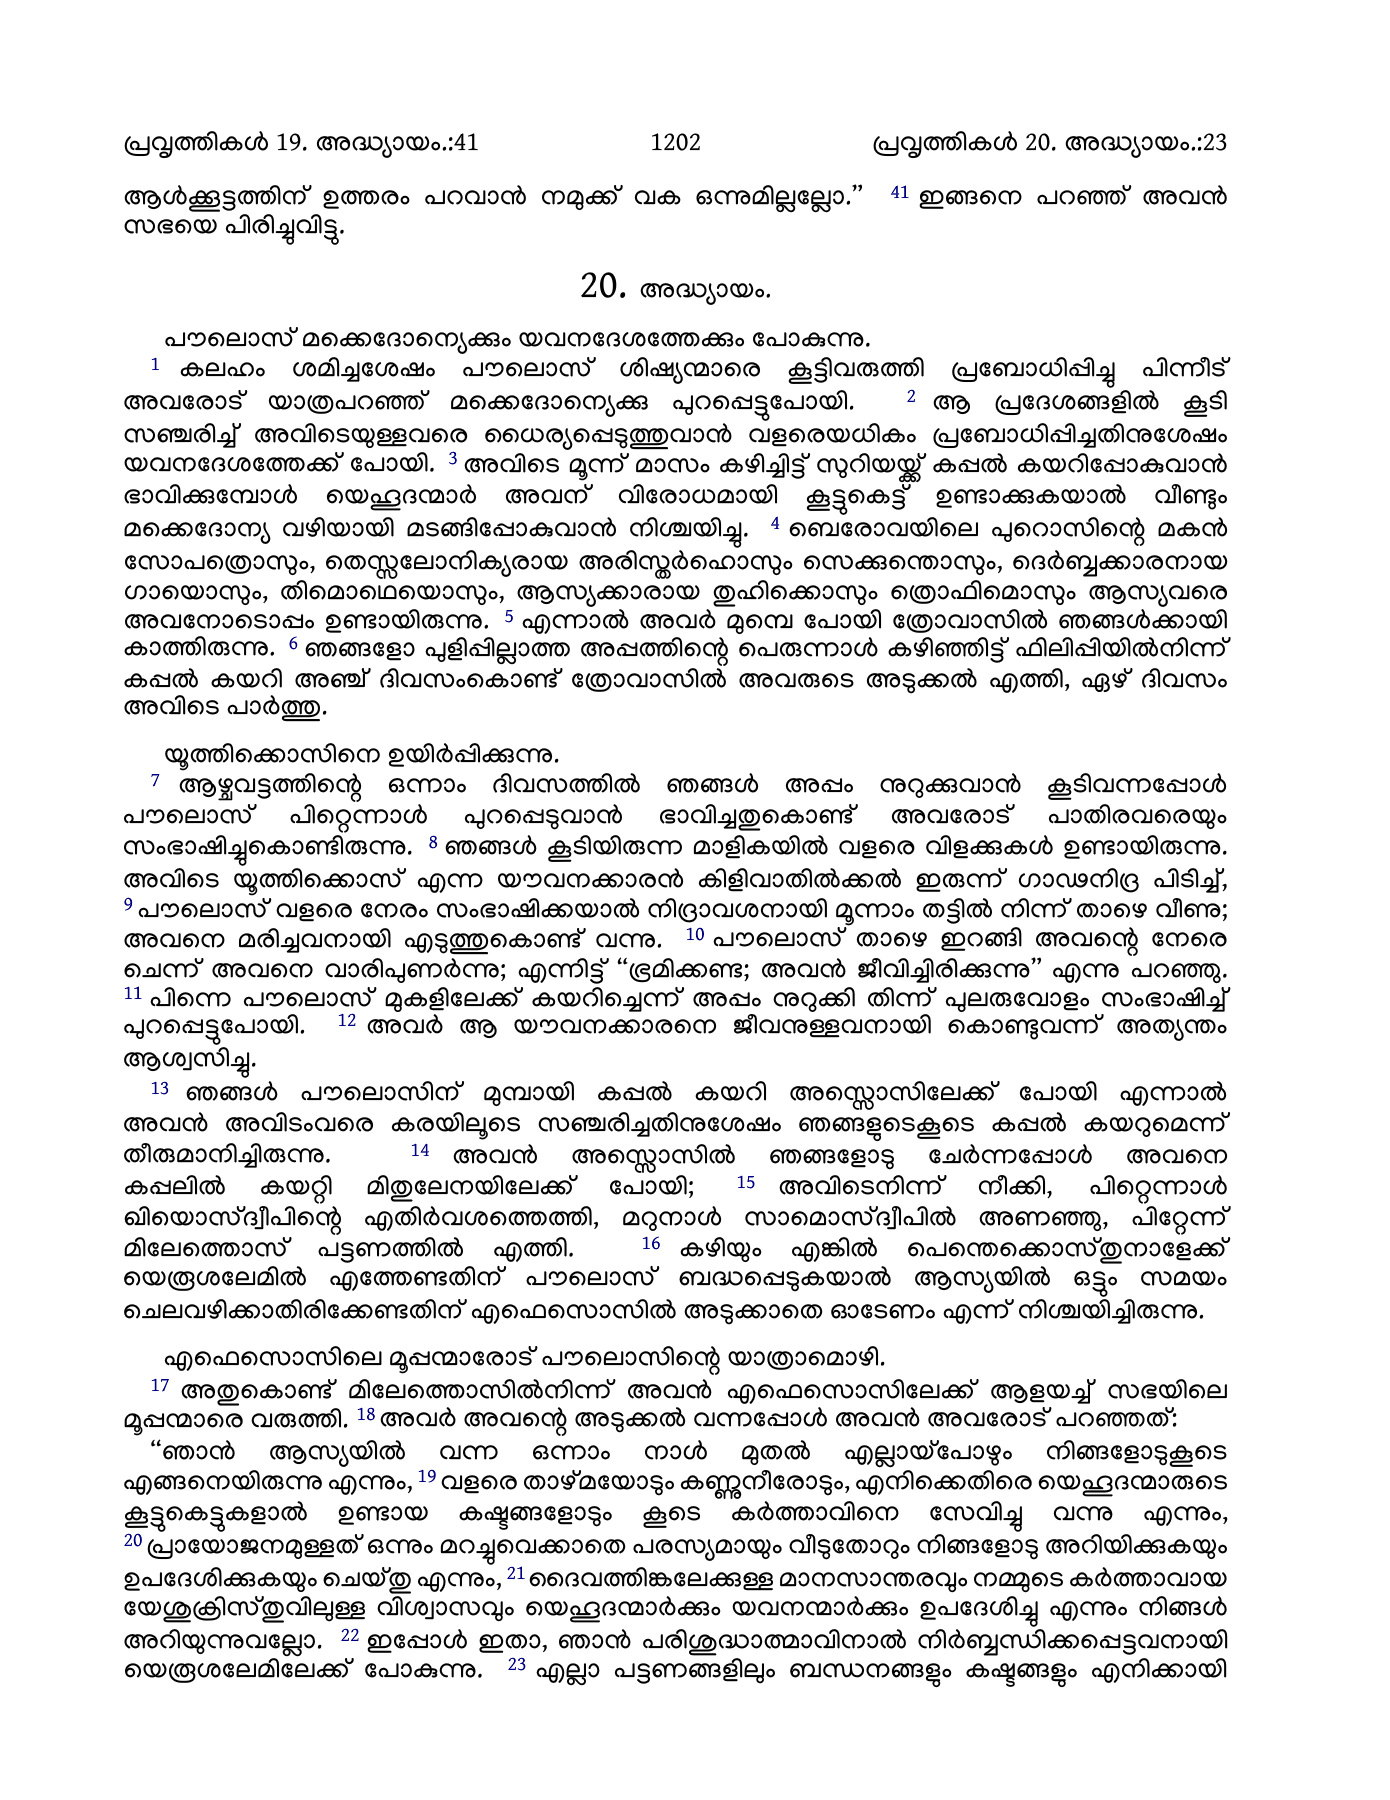 പ്രവൃത്തികൾ 19. അദ്ധ്യായം.:41 1202 പ്രവൃത്തികൾ 20. അദ്ധ്യായം.:23
ആൾക്കൂട്ടത്തിന് ഉത്തരം പറവാൻ നമുക്ക് വക ഒന്നുമില്ലല്ലോ.” 41 ഇങ്ങനെ പറഞ്ഞ് അവൻ
സഭയെ പിരിച്ചുവിട്ടു.
20. അദ്ധ്യായം.
പൗലൊസ് മക്കെദോന്യെക്കും യവനദേശത്തേക്കും പോകുന്നു.
1 കലഹം ശമിച്ചശേഷം പൗലൊസ് ശിഷ്യന്മാരെ കൂട്ടിവരുത്തി പ്രബോധിപ്പിച്ചു പിന്നീട്
അവരോട് യാത്രപറഞ്ഞ് മക്കെദോന്യെക്കു പുറപ്പെട്ടുപോയി. 2 ആ പ്രദേശങ്ങളിൽ കൂടി
സഞ്ചരിച്ച് അവിടെയുള്ളവരെ ധൈര്യപ്പെടുത്തുവാൻ വളരെയധികം പ്രബോധിപ്പിച്ചതിനുശേഷം
യവനദേശത്തേക്ക് പോയി. 3 അവിടെ മൂന്ന് മാസം കഴിച്ചിട്ട് സുറിയയ്ക്ക് കപ്പൽ കയറിപ്പോകുവാൻ
ഭാവിക്കുമ്പോൾ യെഹൂദന്മാർ അവന് വിരോധമായി കൂട്ടുകെട്ട് ഉണ്ടാക്കുകയാൽ വീണ്ടും
മക്കെദോന്യ വഴിയായി മടങ്ങിപ്പോകുവാൻ നിശ്ചയിച്ചു. 4 ബെരോവയിലെ പുറൊസിന്റെ മകൻ
സോപത്രൊസും, തെസ്സലോനിക്യരായ അരിസ്തർഹൊസും സെക്കുന്തൊസും, ദെർബ്ബക്കാരനായ
ഗായൊസും, തിമൊഥെയൊസും, ആസ്യക്കാരായ തുഹിക്കൊസും ത്രൊഫിമൊസും ആസ്യവരെ
അവനോടൊപ്പം ഉണ്ടായിരുന്നു. 5 എന്നാൽ അവർ മുമ്പെ പോയി ത്രോവാസിൽ ഞങ്ങൾക്കായി
കാത്തിരുന്നു. 6 ഞങ്ങളോ പുളിപ്പില്ലാത്ത അപ്പത്തിന്റെ പെരുന്നാൾ കഴിഞ്ഞിട്ട് ഫിലിപ്പിയിൽനിന്ന്
കപ്പൽ കയറി അഞ്ച് ദിവസംകൊണ്ട് ത്രോവാസിൽ അവരുടെ അടുക്കൽ എത്തി, ഏഴ് ദിവസം
അവിടെ പാർത്തു.
യൂത്തിക്കൊസിനെ ഉയിർപ്പിക്കുന്നു.
7 ആഴ്ചവട്ടത്തിന്റെ ഒന്നാം ദിവസത്തിൽ ഞങ്ങൾ അപ്പം നുറുക്കുവാൻ കൂടിവന്നപ്പോൾ
പൗലൊസ് പിറ്റെന്നാൾ പുറപ്പെടുവാൻ ഭാവിച്ചതുകൊണ്ട് അവരോട് പാതിരവരെയും
സംഭാഷിച്ചുകൊണ്ടിരുന്നു. 8 ഞങ്ങൾ കൂടിയിരുന്ന മാളികയിൽ വളരെ വിളക്കുകൾ ഉണ്ടായിരുന്നു.
അവിടെ യൂത്തിക്കൊസ് എന്ന യൗവനക്കാരൻ കിളിവാതിൽക്കൽ ഇരുന്ന് ഗാഢനിദ്ര പിടിച്ച്,
9 പൗലൊസ് വളരെ നേരം സംഭാഷിക്കയാൽ നിദ്രാവശനായി മൂന്നാം തട്ടിൽ നിന്ന് താഴെ വീണു;
അവനെ മരിച്ചവനായി എടുത്തുകൊണ്ട് വന്നു. 10 പൗലൊസ് താഴെ ഇറങ്ങി അവന്റെ നേരെ
ചെന്ന് അവനെ വാരിപുണർന്നു; എന്നിട്ട് “ഭ്രമിക്കണ്ട; അവൻ ജീവിച്ചിരിക്കുന്നു” എന്നു പറഞ്ഞു.
11 പിന്നെ പൗലൊസ് മുകളിലേക്ക് കയറിച്ചെന്ന് അപ്പം നുറുക്കി തിന്ന് പുലരുവോളം സംഭാഷിച്ച്
പുറപ്പെട്ടുപോയി. 12 അവർ ആ യൗവനക്കാരനെ ജീവനുള്ളവനായി കൊണ്ടുവന്ന് അത്യന്തം
ആശ്വസിച്ചു.
13 ഞങ്ങൾ പൗലൊസിന് മുമ്പായി കപ്പൽ കയറി അസ്സൊസിലേക്ക് പോയി എന്നാൽ
അവൻ അവിടംവരെ കരയിലൂടെ സഞ്ചരിച്ചതിനുശേഷം ഞങ്ങളുടെകൂടെ കപ്പൽ കയറുമെന്ന്
തീരുമാനിച്ചിരുന്നു. 14 അവൻ അസ്സൊസിൽ ഞങ്ങളോടു ചേർന്നപ്പോൾ അവനെ
കപ്പലിൽ കയറ്റി മിതുലേനയിലേക്ക് പോയി; 15 അവിടെനിന്ന് നീക്കി, പിറ്റെന്നാൾ
ഖിയൊസ്ദ്വീപിന്റെ എതിർവശത്തെത്തി, മറുനാൾ സാമൊസ്ദ്വീപിൽ അണഞ്ഞു, പിറ്റേന്ന്
മിലേത്തൊസ് പട്ടണത്തിൽ എത്തി. 16 കഴിയും എങ്കിൽ പെന്തെക്കൊസ്തുനാളേക്ക്
യെരൂശലേമിൽ എത്തേണ്ടതിന് പൗലൊസ് ബദ്ധപ്പെടുകയാൽ ആസ്യയിൽ ഒട്ടും സമയം
ചെലവഴിക്കാതിരിക്കേണ്ടതിന് എഫെസൊസിൽ അടുക്കാതെ ഓടേണം എന്ന് നിശ്ചയിച്ചിരുന്നു.
എഫെസൊസിലെ മൂപ്പന്മാരോട് പൗലൊസിന്റെ യാത്രാമൊഴി.
17 അതുകൊണ്ട് മിലേത്തൊസിൽനിന്ന് അവൻ എഫെസൊസിലേക്ക് ആളയച്ച് സഭയിലെ
മൂപ്പന്മാരെ വരുത്തി. 18 അവർ അവന്റെ അടുക്കൽ വന്നപ്പോൾ അവൻ അവരോട് പറഞ്ഞത്:
“ഞാൻ ആസ്യയിൽ വന്ന ഒന്നാം നാൾ മുതൽ എല്ലായ്പോഴും നിങ്ങളോടുകൂടെ
എങ്ങനെയിരുന്നു എന്നും, 19 വളരെ താഴ്മയോടും കണ്ണുനീരോടും, എനിക്കെതിരെ യെഹൂദന്മാരുടെ
കൂട്ടുകെട്ടുകളാൽ ഉണ്ടായ കഷ്ടങ്ങളോടും കൂടെ കർത്താവിനെ സേവിച്ചു വന്നു എന്നും,
20 പ്രായോജനമുള്ളത് ഒന്നും മറച്ചുവെക്കാതെ പരസ്യമായും വീടുതോറും നിങ്ങളോടു അറിയിക്കുകയും
ഉപദേശിക്കുകയും ചെയ്തു എന്നും, 21 ദൈവത്തിങ്കലേക്കുള്ള മാനസാന്തരവും നമ്മുടെ കർത്താവായ
യേശുക്രിസ്തുവിലുള്ള വിശ്വാസവും യെഹൂദന്മാർക്കും യവനന്മാർക്കും ഉപദേശിച്ചു എന്നും നിങ്ങൾ
അറിയുന്നുവല്ലോ. 22 ഇപ്പോൾ ഇതാ, ഞാൻ പരിശുദ്ധാത്മാവിനാൽ നിർബ്ബന്ധിക്കപ്പെട്ടവനായി
യെരൂശലേമിലേക്ക് പോകുന്നു. 23 എല്ലാ പട്ടണങ്ങളിലും ബന്ധനങ്ങളും കഷ്ടങ്ങളും എനിക്കായി